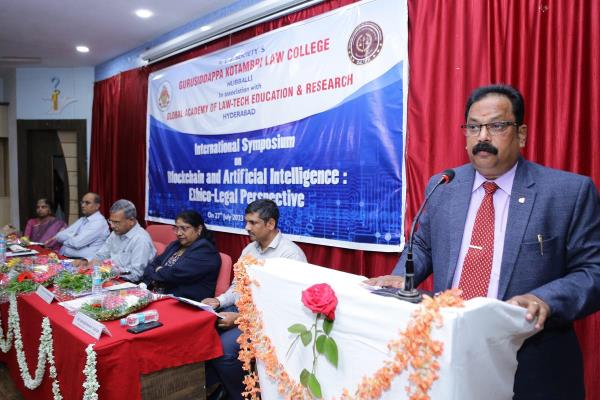 K.L.E. SOCIETY'S
GURUSIDDAPPA KOTAMBRI LAW COLLEGE
HUBBALLI
In association with
GLOBAL ACADEMY OF LAW-TECH EDUCATION & RESEARCH
HYDERABAD
International Symposium
on
Blockchain and Artificial Intelligence :
Ethico-Legal Perspective
On 27th July 2023